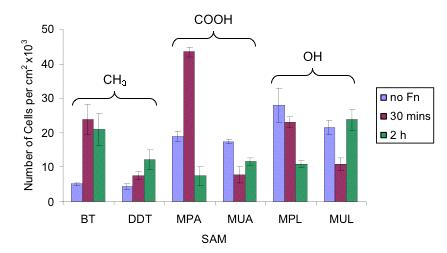 COOH
CH₃
OH
Number of Cells per cm² x10³
50
40
30
20
10
0
BT DDT MPA MUA MPL MUL
SAM
no Fn
30 mins
2 h